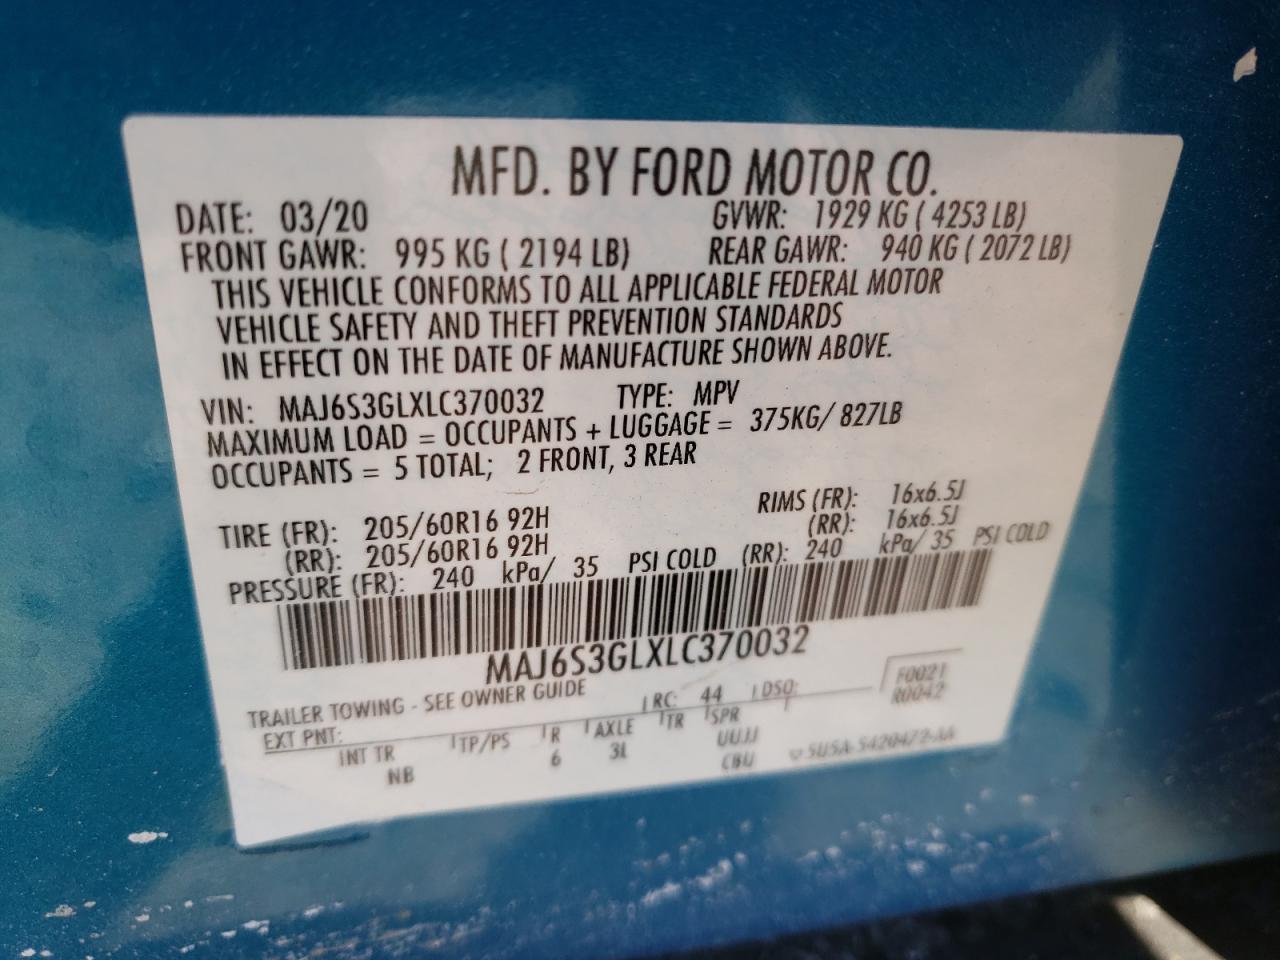 MFD. BY FORD MOTOR CO.
DATE: 03/20 GVWR: 1929 KG ( 4253 LB)
FRONT GAWR: 995 KG ( 2194 LB) REAR GAWR: 940 KG ( 2072 LB)
THIS VEHICLE CONFORMS TO ALL APPLICABLE FEDERAL MOTOR
VEHICLE SAFETY AND THEFT PREVENTION STANDARDS
IN EFFECT ON THE DATE OF MANUFACTURE SHOWN ABOVE.
VIN: MAJ6S3GLXLC370032 TYPE: MPV
MAXIMUM LOAD = OCCUPANTS + LUGGAGE = 375KG/ 827LB
OCCUPANTS = 5 TOTAL; 2 FRONT, 3 REAR
TIRE (FR): 205/60R16 92H RIMS (FR): 16x6.5J
(RR): 205/60R16 92H (RR): 16x6.5J
PRESSURE (FR): 240 kPa/ 35 PSI COLD (RR): 240 kPa/ 35 PSI COLD
MAJ6S3GLXLC370032
TRAILER TOWING - SEE OWNER GUIDE RC: 44 DSO: F0021
EXT PNT: R0042
INT TR TP/PS R AXLE TR SPR
NB 6 3L UUJJ
CBU